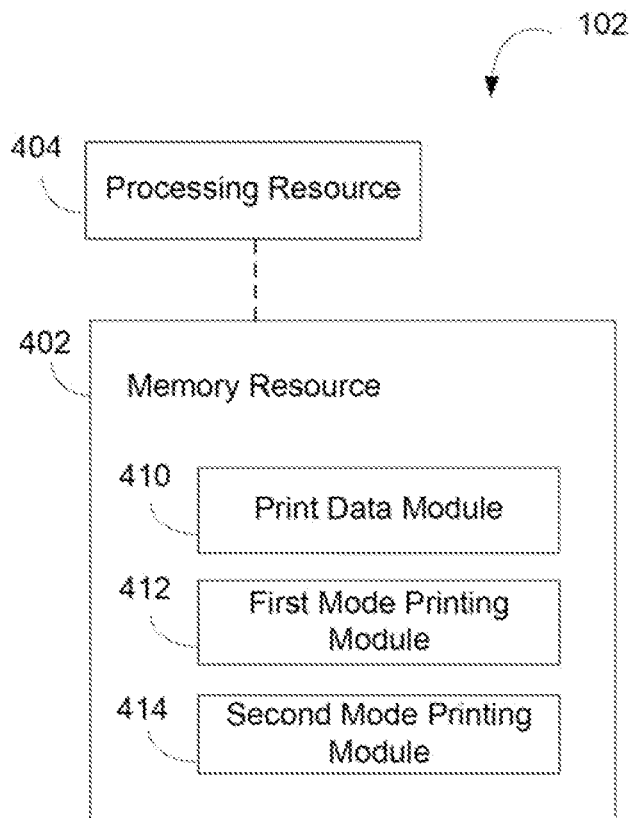 102
404
Processing Resource
402
Memory Resource
410
Print Data Module
412
First Mode Printing
Module
414
Second Mode Printing
Module